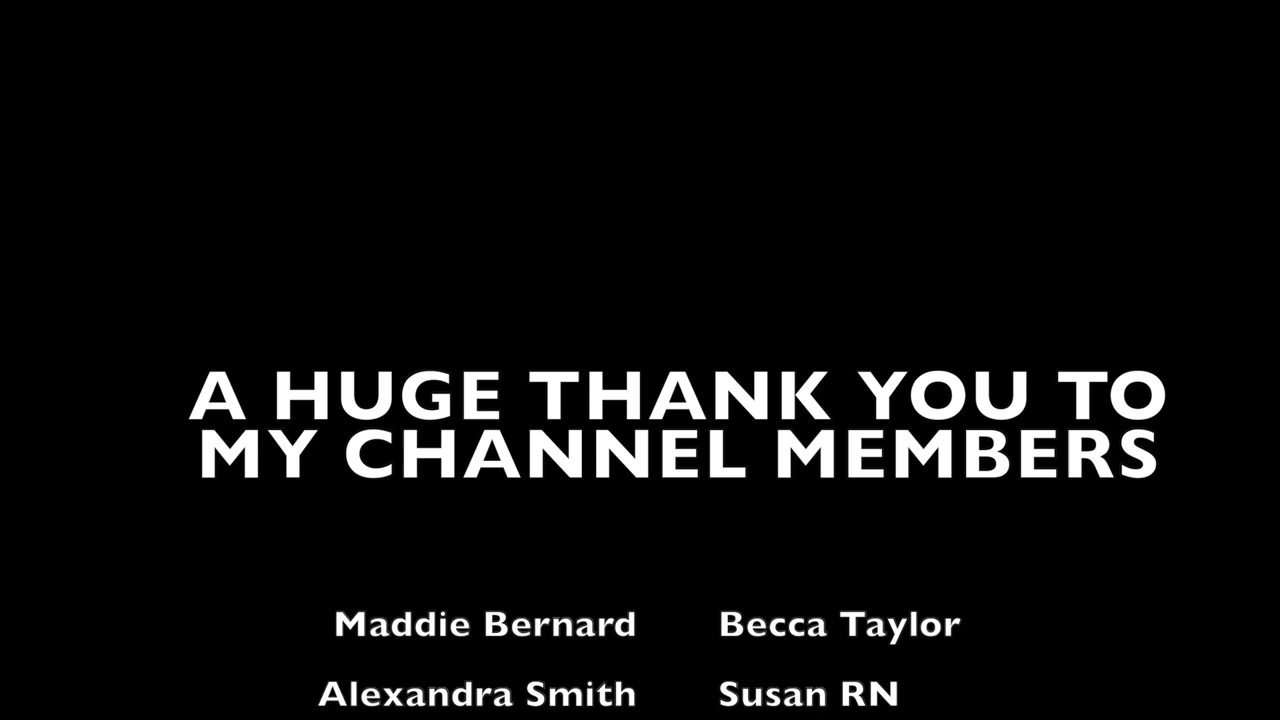 A HUGE THANK YOU TO
MY CHANNEL MEMBERS
Maddie Bernard Becca Taylor
Alexandra Smith Susan RN